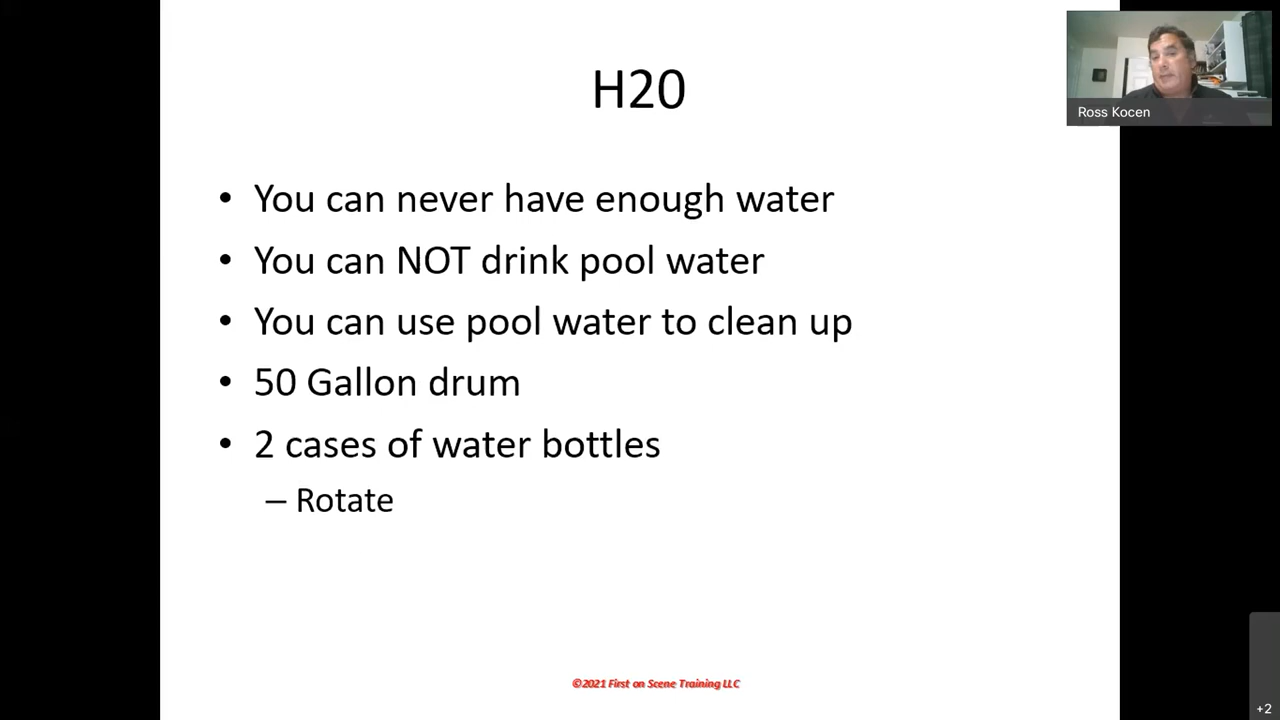 H20
Ross Kocen
• You can never have enough water
• You can NOT drink pool water
• You can use pool water to clean up
• 50 Gallon drum
• 2 cases of water bottles
– Rotate
©2021 First on Scene Training LLC
+2